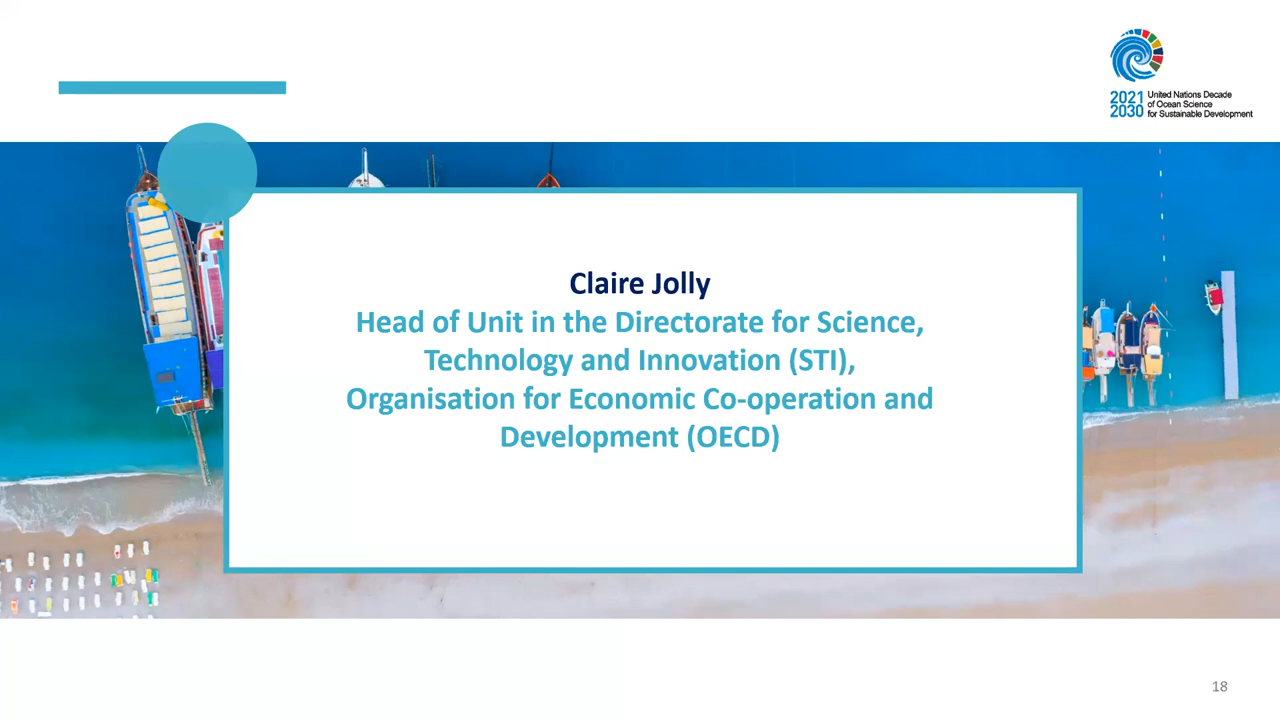 2021
2030
United Nations Decade
of Ocean Science
for Sustainable Development
Claire Jolly
Head of Unit in the Directorate for Science,
Technology and Innovation (STI),
Organisation for Economic Co-operation and
Development (OECD)
18